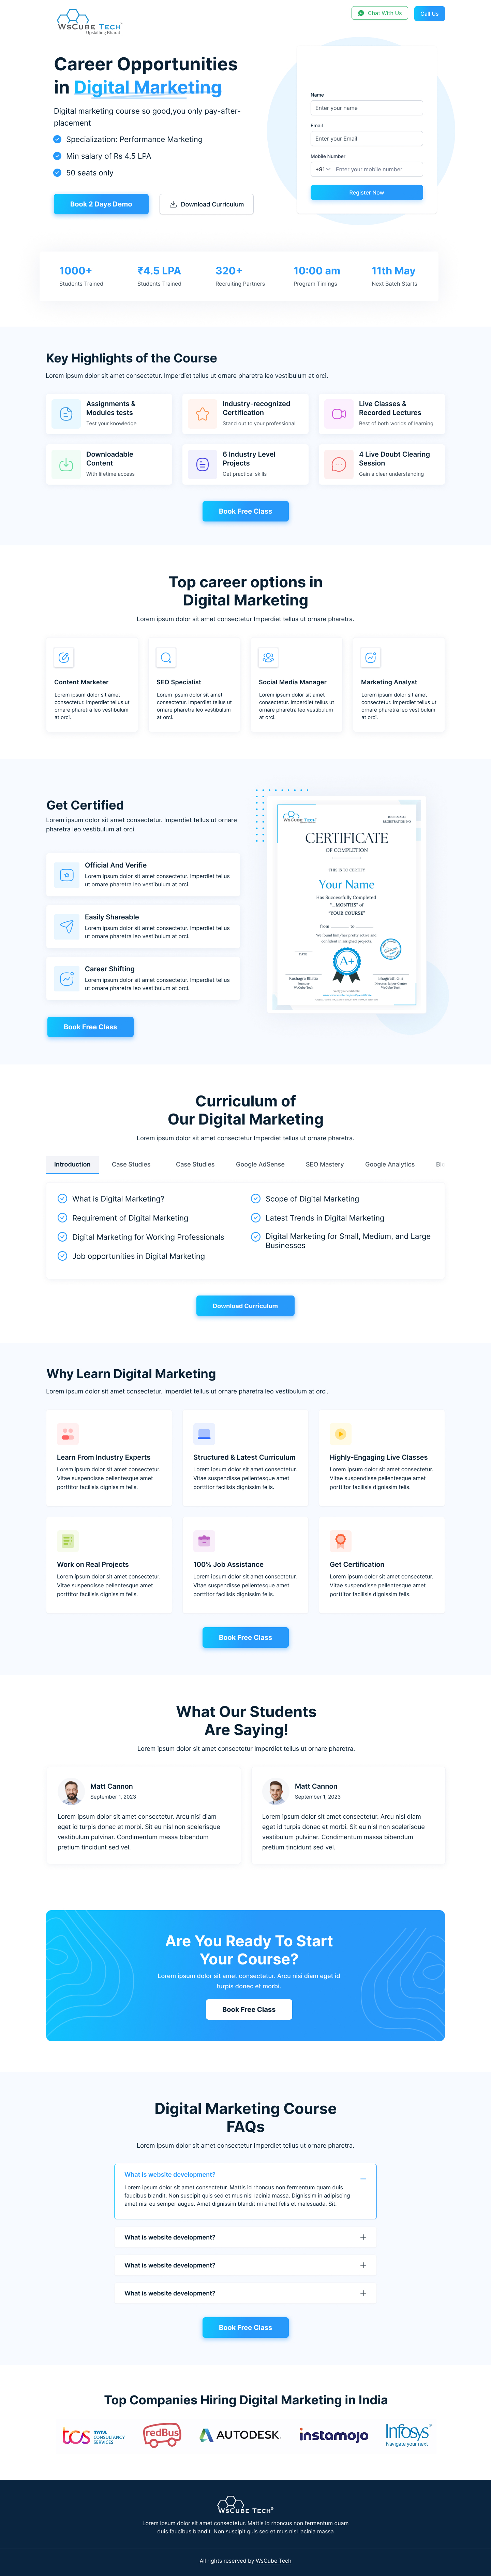 WsCube Tech
Upskilling Bharat
Chat With Us
Call Us
Career Opportunities
in Digital Marketing
Digital marketing course so good,you only pay-after-
placement
Specialization: Performance Marketing
Min salary of Rs 4.5 LPA
50 seats only
Book 2 Days Demo
Download Curriculum
Name
Enter your name
Email
Enter your Email
Mobile Number
+91 Enter your mobile number
Register Now
1000+
Students Trained
₹4.5 LPA
Students Trained
320+
Recruiting Partners
10:00 am
Program Timings
11th May
Next Batch Starts
Key Highlights of the Course
Lorem ipsum dolor sit amet consectetur. Imperdiet tellus ut ornare pharetra leo vestibulum at orci.
Assignments &
Modules tests
Test your knowledge
Industry-recognized
Certification
Stand out to your professional
Live Classes &
Recorded Lectures
Best of both worlds of learning
Downloadable
Content
With lifetime access
6 Industry Level
Projects
Get practical skills
4 Live Doubt Clearing
Session
Gain a clear understanding
Book Free Class
Top career options in
Digital Marketing
Lorem ipsum dolor sit amet consectetur Imperdiet tellus ut ornare pharetra.
Content Marketer
Lorem ipsum dolor sit amet
consectetur. Imperdiet tellus ut
ornare pharetra leo vestibulum
at orci.
SEO Specialist
Lorem ipsum dolor sit amet
consectetur. Imperdiet tellus ut
ornare pharetra leo vestibulum
at orci.
Social Media Manager
Lorem ipsum dolor sit amet
consectetur. Imperdiet tellus ut
ornare pharetra leo vestibulum
at orci.
Marketing Analyst
Lorem ipsum dolor sit amet
consectetur. Imperdiet tellus ut
ornare pharetra leo vestibulum
at orci.
Get Certified
Lorem ipsum dolor sit amet consectetur. Imperdiet tellus ut ornare
pharetra leo vestibulum at orci.
Official And Verifie
Lorem ipsum dolor sit amet consectetur. Imperdiet tellus
ut ornare pharetra leo vestibulum at orci.
Easily Shareable
Lorem ipsum dolor sit amet consectetur. Imperdiet tellus
ut ornare pharetra leo vestibulum at orci.
Career Shifting
Lorem ipsum dolor sit amet consectetur. Imperdiet tellus
ut ornare pharetra leo vestibulum at orci.
Book Free Class
WsCube Tech
REGISTRATION NO
CERTIFICATE
OF COMPLETION
THIS IS TO CERTIFY
Your Name
Has Successfully Completed
"_ MONTHS" of
"YOUR COURSE"
From to
We found him/her pretty active and
confident in assigned projects.
DATE
A+
Kushagra Bhatia
Founder
WsCube Tech
Bhagirath Giri
Director, Jaipur Center
WsCube Tech
Curriculum of
Our Digital Marketing
Lorem ipsum dolor sit amet consectetur Imperdiet tellus ut ornare pharetra.
Introduction
Case Studies
Case Studies
Google AdSense
SEO Mastery
Google Analytics
What is Digital Marketing?
Requirement of Digital Marketing
Digital Marketing for Working Professionals
Job opportunities in Digital Marketing
Scope of Digital Marketing
Latest Trends in Digital Marketing
Digital Marketing for Small, Medium, and Large
Businesses
Download Curriculum
Why Learn Digital Marketing
Lorem ipsum dolor sit amet consectetur. Imperdiet tellus ut ornare pharetra leo vestibulum at orci.
Learn From Industry Experts
Lorem ipsum dolor sit amet consectetur.
Vitae suspendisse pellentesque amet
porttitor facilisis dignissim felis.
Structured & Latest Curriculum
Lorem ipsum dolor sit amet consectetur.
Vitae suspendisse pellentesque amet
porttitor facilisis dignissim felis.
Highly-Engaging Live Classes
Lorem ipsum dolor sit amet consectetur.
Vitae suspendisse pellentesque amet
porttitor facilisis dignissim felis.
Work on Real Projects
Lorem ipsum dolor sit amet consectetur.
Vitae suspendisse pellentesque amet
porttitor facilisis dignissim felis.
100% Job Assistance
Lorem ipsum dolor sit amet consectetur.
Vitae suspendisse pellentesque amet
porttitor facilisis dignissim felis.
Get Certification
Lorem ipsum dolor sit amet consectetur.
Vitae suspendisse pellentesque amet
porttitor facilisis dignissim felis.
Book Free Class
What Our Students
Are Saying!
Lorem ipsum dolor sit amet consectetur Imperdiet tellus ut ornare pharetra.
Matt Cannon
September 1, 2023
Lorem ipsum dolor sit amet consectetur. Arcu nisi diam
eget id turpis donec et morbi. Sit eu nisl non scelerisque
vestibulum pulvinar. Condimentum massa bibendum
pretium tincidunt sed vel.
Matt Cannon
September 1, 2023
Lorem ipsum dolor sit amet consectetur. Arcu nisi diam
eget id turpis donec et morbi. Sit eu nisl non scelerisque
vestibulum pulvinar. Condimentum massa bibendum
pretium tincidunt sed vel.
Are You Ready To Start
Your Course?
Lorem ipsum dolor sit amet consectetur. Arcu nisi diam eget id
turpis donec et morbi.
Book Free Class
Digital Marketing Course
FAQs
Lorem ipsum dolor sit amet consectetur Imperdiet tellus ut ornare pharetra.
What is website development?
Lorem ipsum dolor sit amet consectetur. Mattis id rhoncus non fermentum quam duis
faucibus blandit. Non suscipit quis sed et mus nisl lacinia massa. Dignissim in adipiscing
amet nisi eu semper augue. Amet dignissim blandit mi amet felis et malesuada. Sit.
What is website development?
What is website development?
What is website development?
Book Free Class
Top Companies Hiring Digital Marketing in India
tcs TATA
CONSULTANCY
SERVICES
redBus
AUTODESK.
instamojo
Infosys®
Navigate your next
WsCube Tech®
Lorem ipsum dolor sit amet consectetur. Mattis id rhoncus non fermentum quam
duis faucibus blandit. Non suscipit quis sed et mus nisl lacinia massa
All rights reserved by WsCube Tech